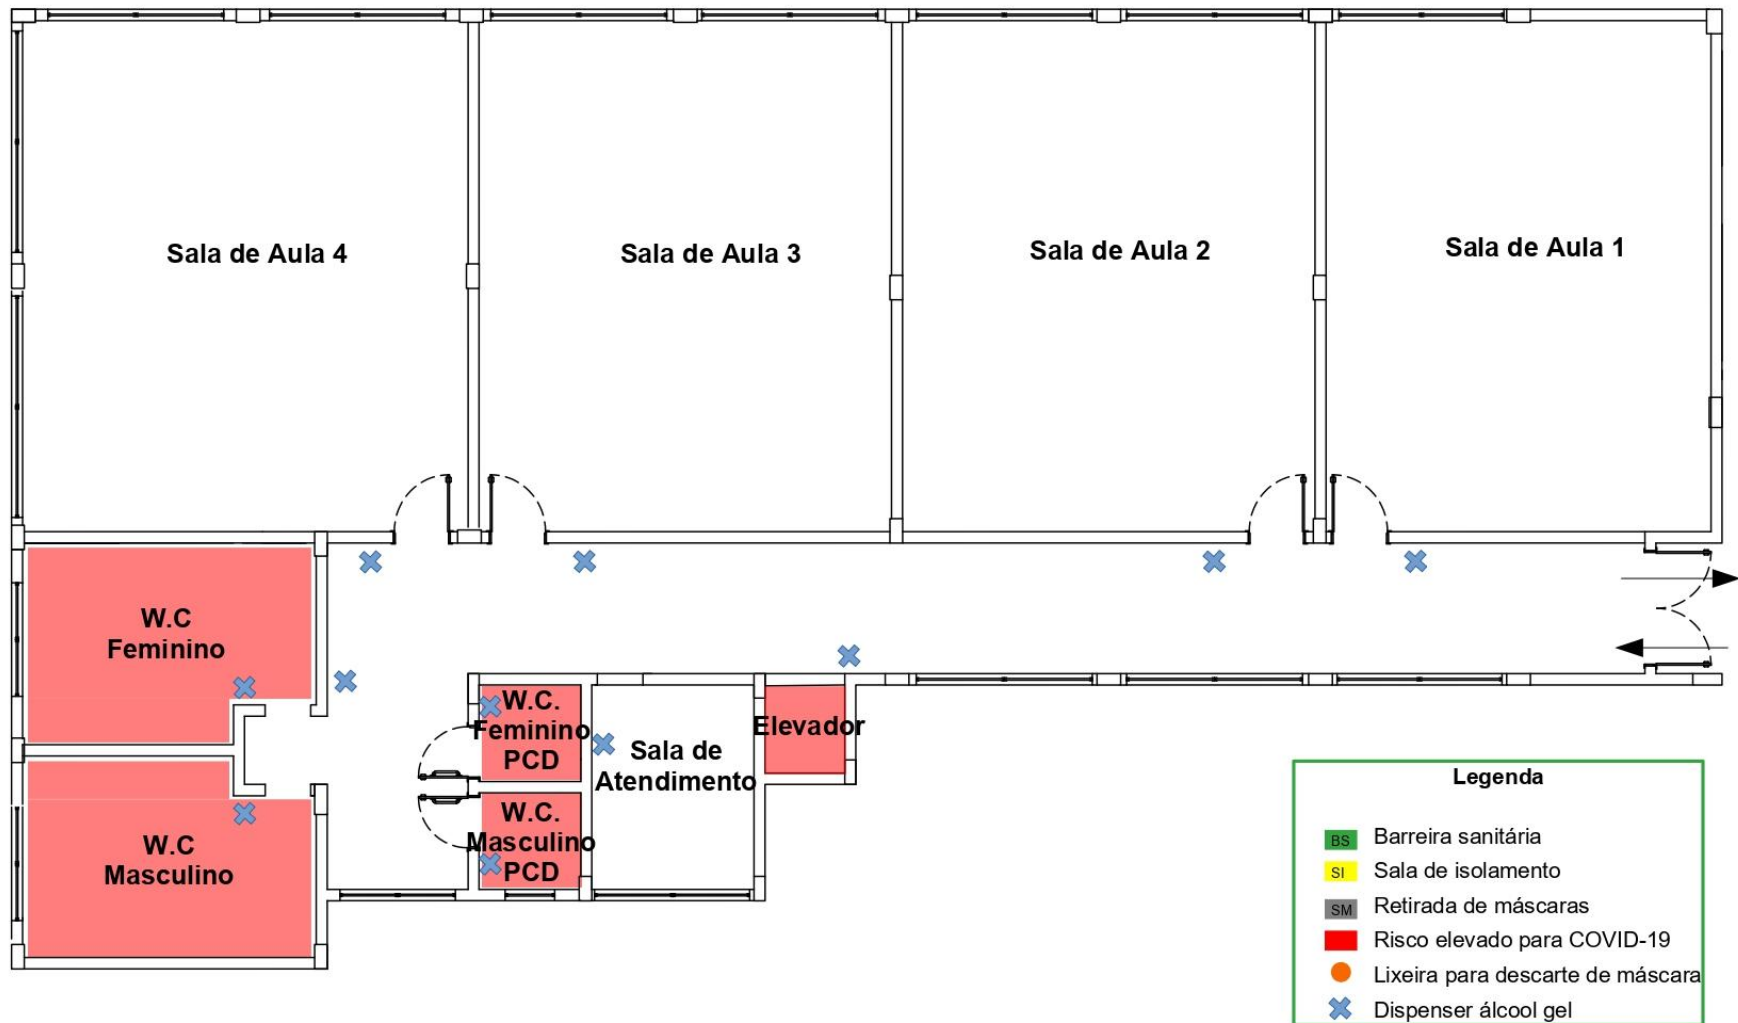 Sala de Aula 4
Sala de Aula 3
Sala de Aula 2
Sala de Aula 1
W.C
Feminino
W.C.
Feminino
PCD
Sala de
Atendimento
Elevador
W.C.
Masculino
PCD
W.C
Masculino
Legenda
BS Barreira sanitária
SI Sala de isolamento
SM Retirada de máscaras
Risco elevado para COVID-19
Lixeira para descarte de máscara
Dispenser álcool gel